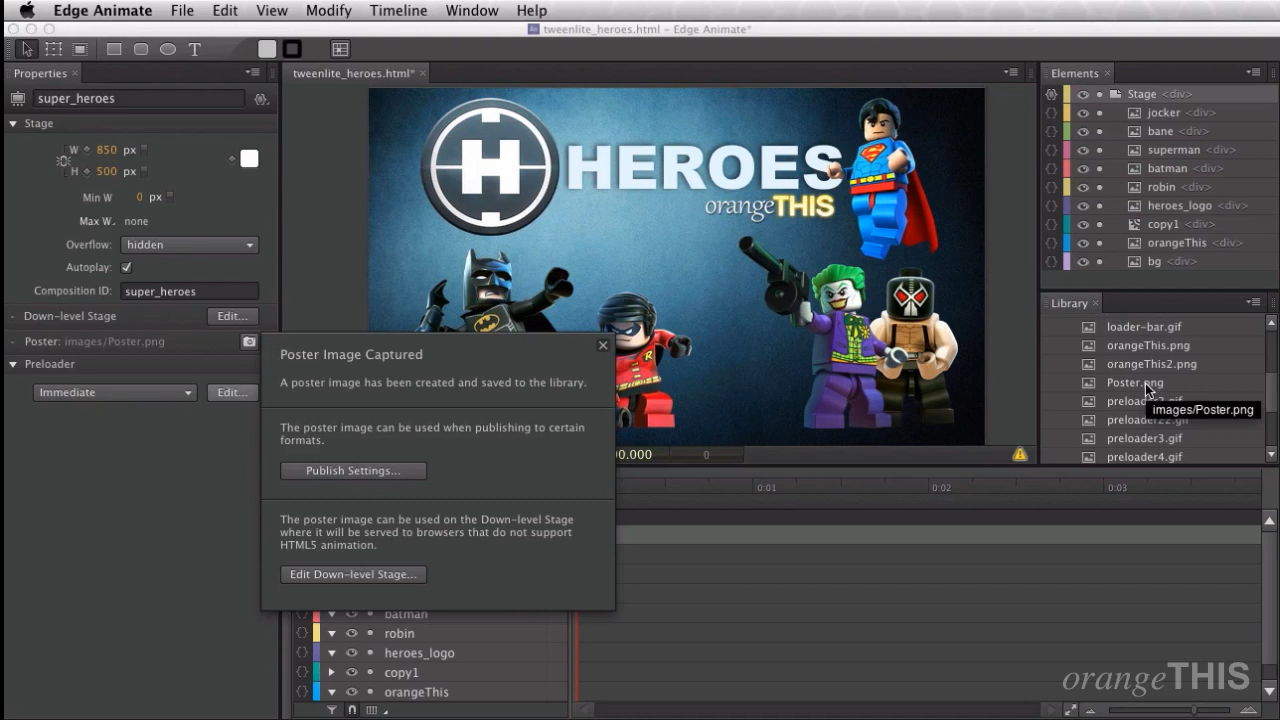 Edge Animate File Edit View Modify Timeline Window Help
tweenlite_heroes.html – Edge Animate*
T
Properties
tweenlite_heroes.html*
Elements
super_heroes
Stage
W 850 px
H 500 px
Min W 0 px
Max W. none
Overflow: hidden
Autoplay:
Composition ID: super_heroes
Down-level Stage Edit...
Poster: images/Poster.png
Preloader
Immediate Edit...
H HEROES
orangeTHIS
Stage <div>
jocker <div>
bane <div>
superman <div>
batman <div>
robin <div>
heroes_logo <div>
copy1 <div>
orangeThis <div>
bg <div>
Library
loader-bar.gif
orangeThis.png
orangeThis2.png
Poster.png
images/Poster.png
preloader22.gif
preloader3.gif
preloader4.gif
Poster Image Captured
A poster image has been created and saved to the library.
The poster image can be used when publishing to certain
formats.
Publish Settings...
The poster image can be used on the Down-level Stage
where it will be served to browsers that do not support
HTML5 animation.
Edit Down-level Stage...
00.000 0
0:01 0:02 0:03
batman
robin
heroes_logo
copy1
orangeThis
orangeTHIS